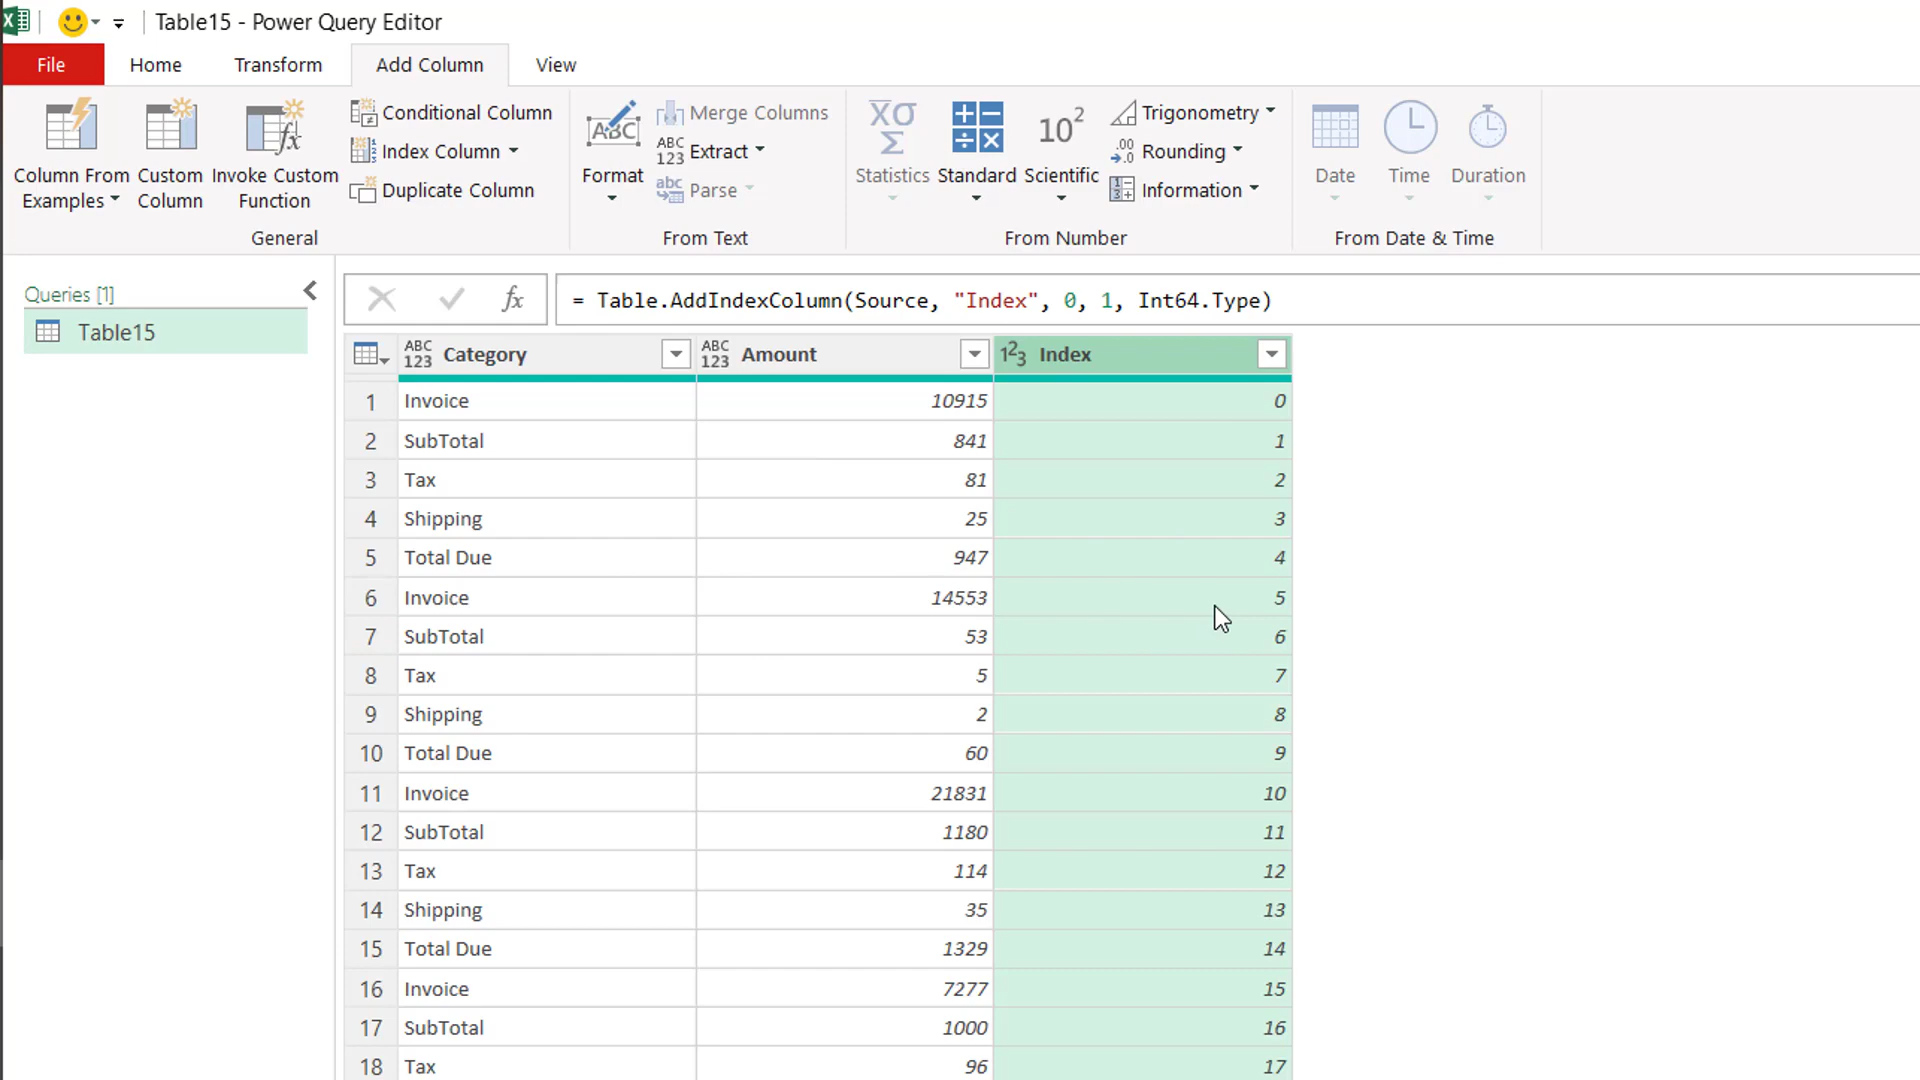 Table15 - Power Query Editor
File Home Transform Add Column View
Column From Examples
Custom Column
Invoke Custom Function
Conditional Column
Index Column
Duplicate Column
General
ABC
Format
Merge Columns
ABC 123 Extract
abc Parse
From Text
XΣσ
Statistics
Standard
10²
Scientific
Trigonometry
.00 .0 Rounding
Information
From Number
Date
Time
Duration
From Date & Time
Queries [1]
Table15
fx = Table.AddIndexColumn(Source, "Index", 0, 1, Int64.Type)
ABC 123 Category ABC 123 Amount 123 Index
1 Invoice 10915 0
2 SubTotal 841 1
3 Tax 81 2
4 Shipping 25 3
5 Total Due 947 4
6 Invoice 14553 5
7 SubTotal 53 6
8 Tax 5 7
9 Shipping 2 8
10 Total Due 60 9
11 Invoice 21831 10
12 SubTotal 1180 11
13 Tax 114 12
14 Shipping 35 13
15 Total Due 1329 14
16 Invoice 7277 15
17 SubTotal 1000 16
18 Tax 96 17